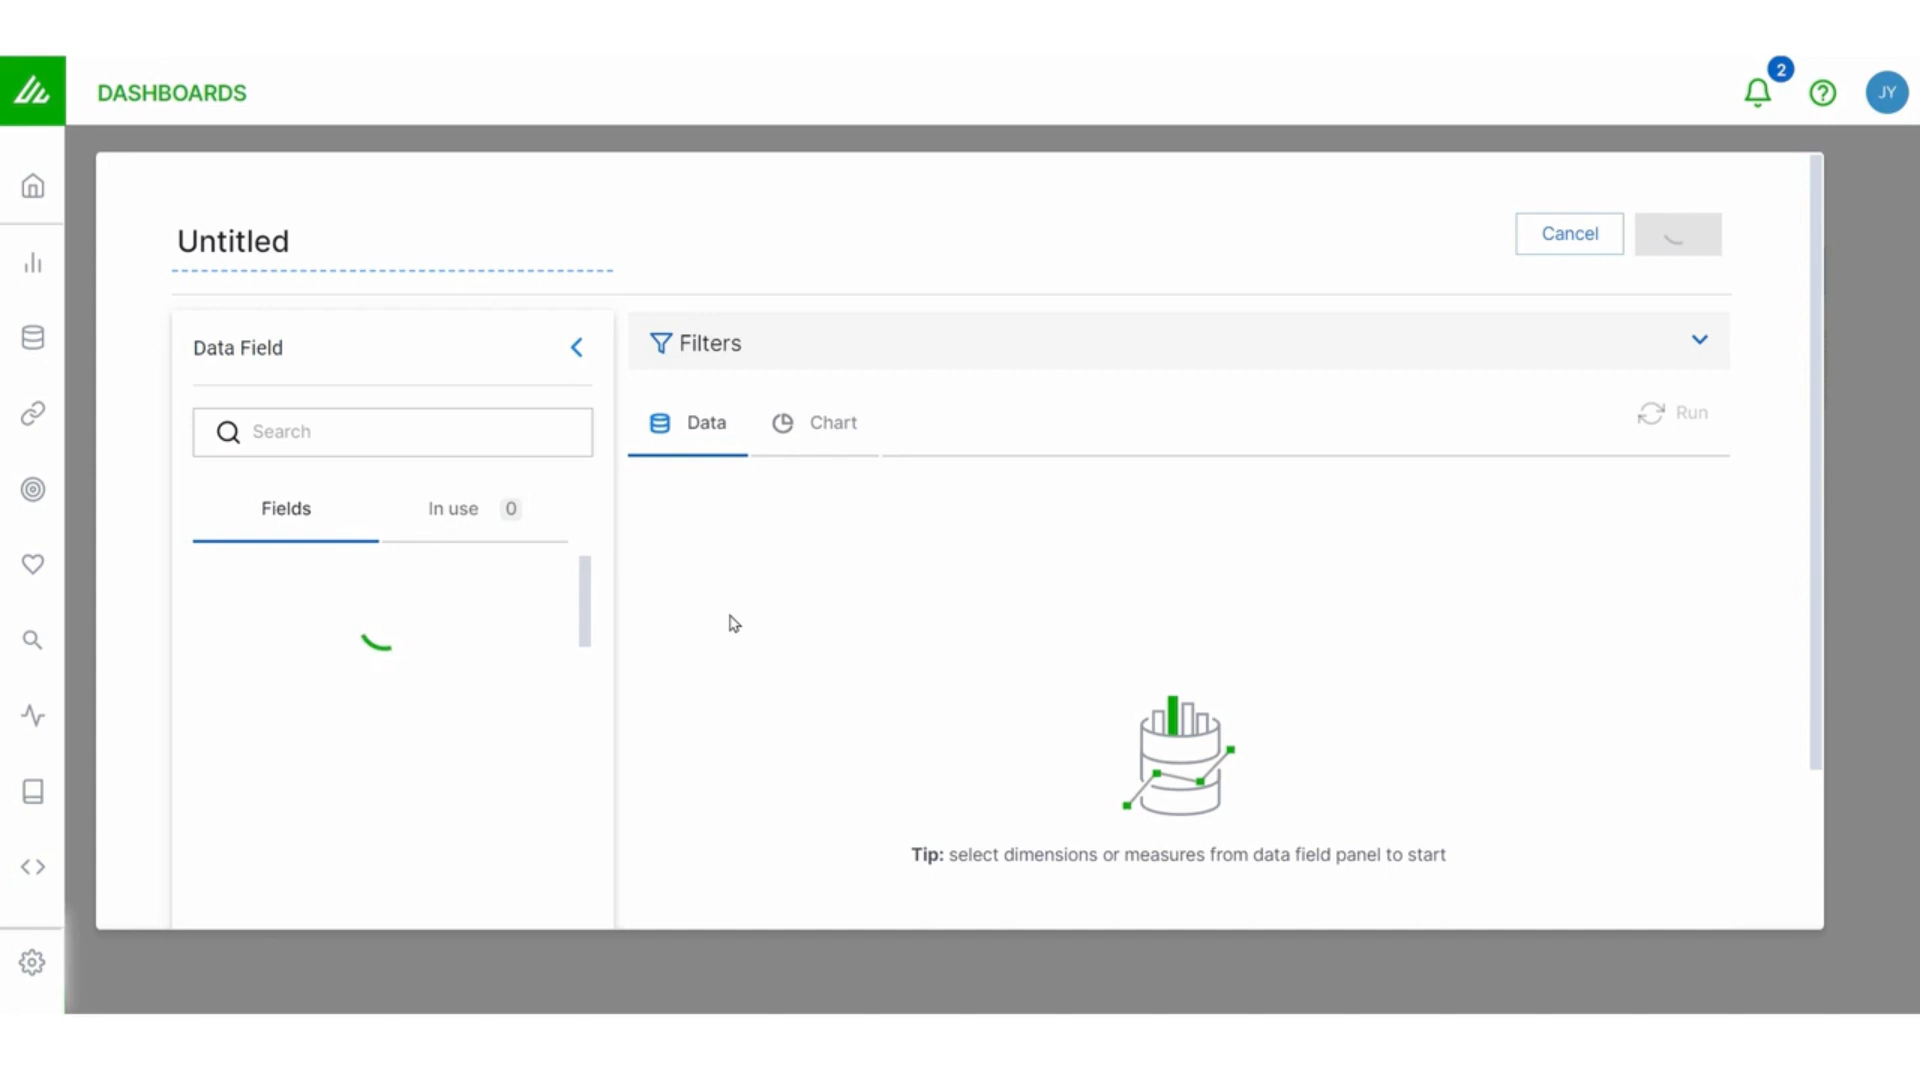 DASHBOARDS
2
JY
Untitled
Cancel
Data Field
Filters
Search
Data
Chart
Run
Fields
In use 0
Tip: select dimensions or measures from data field panel to start